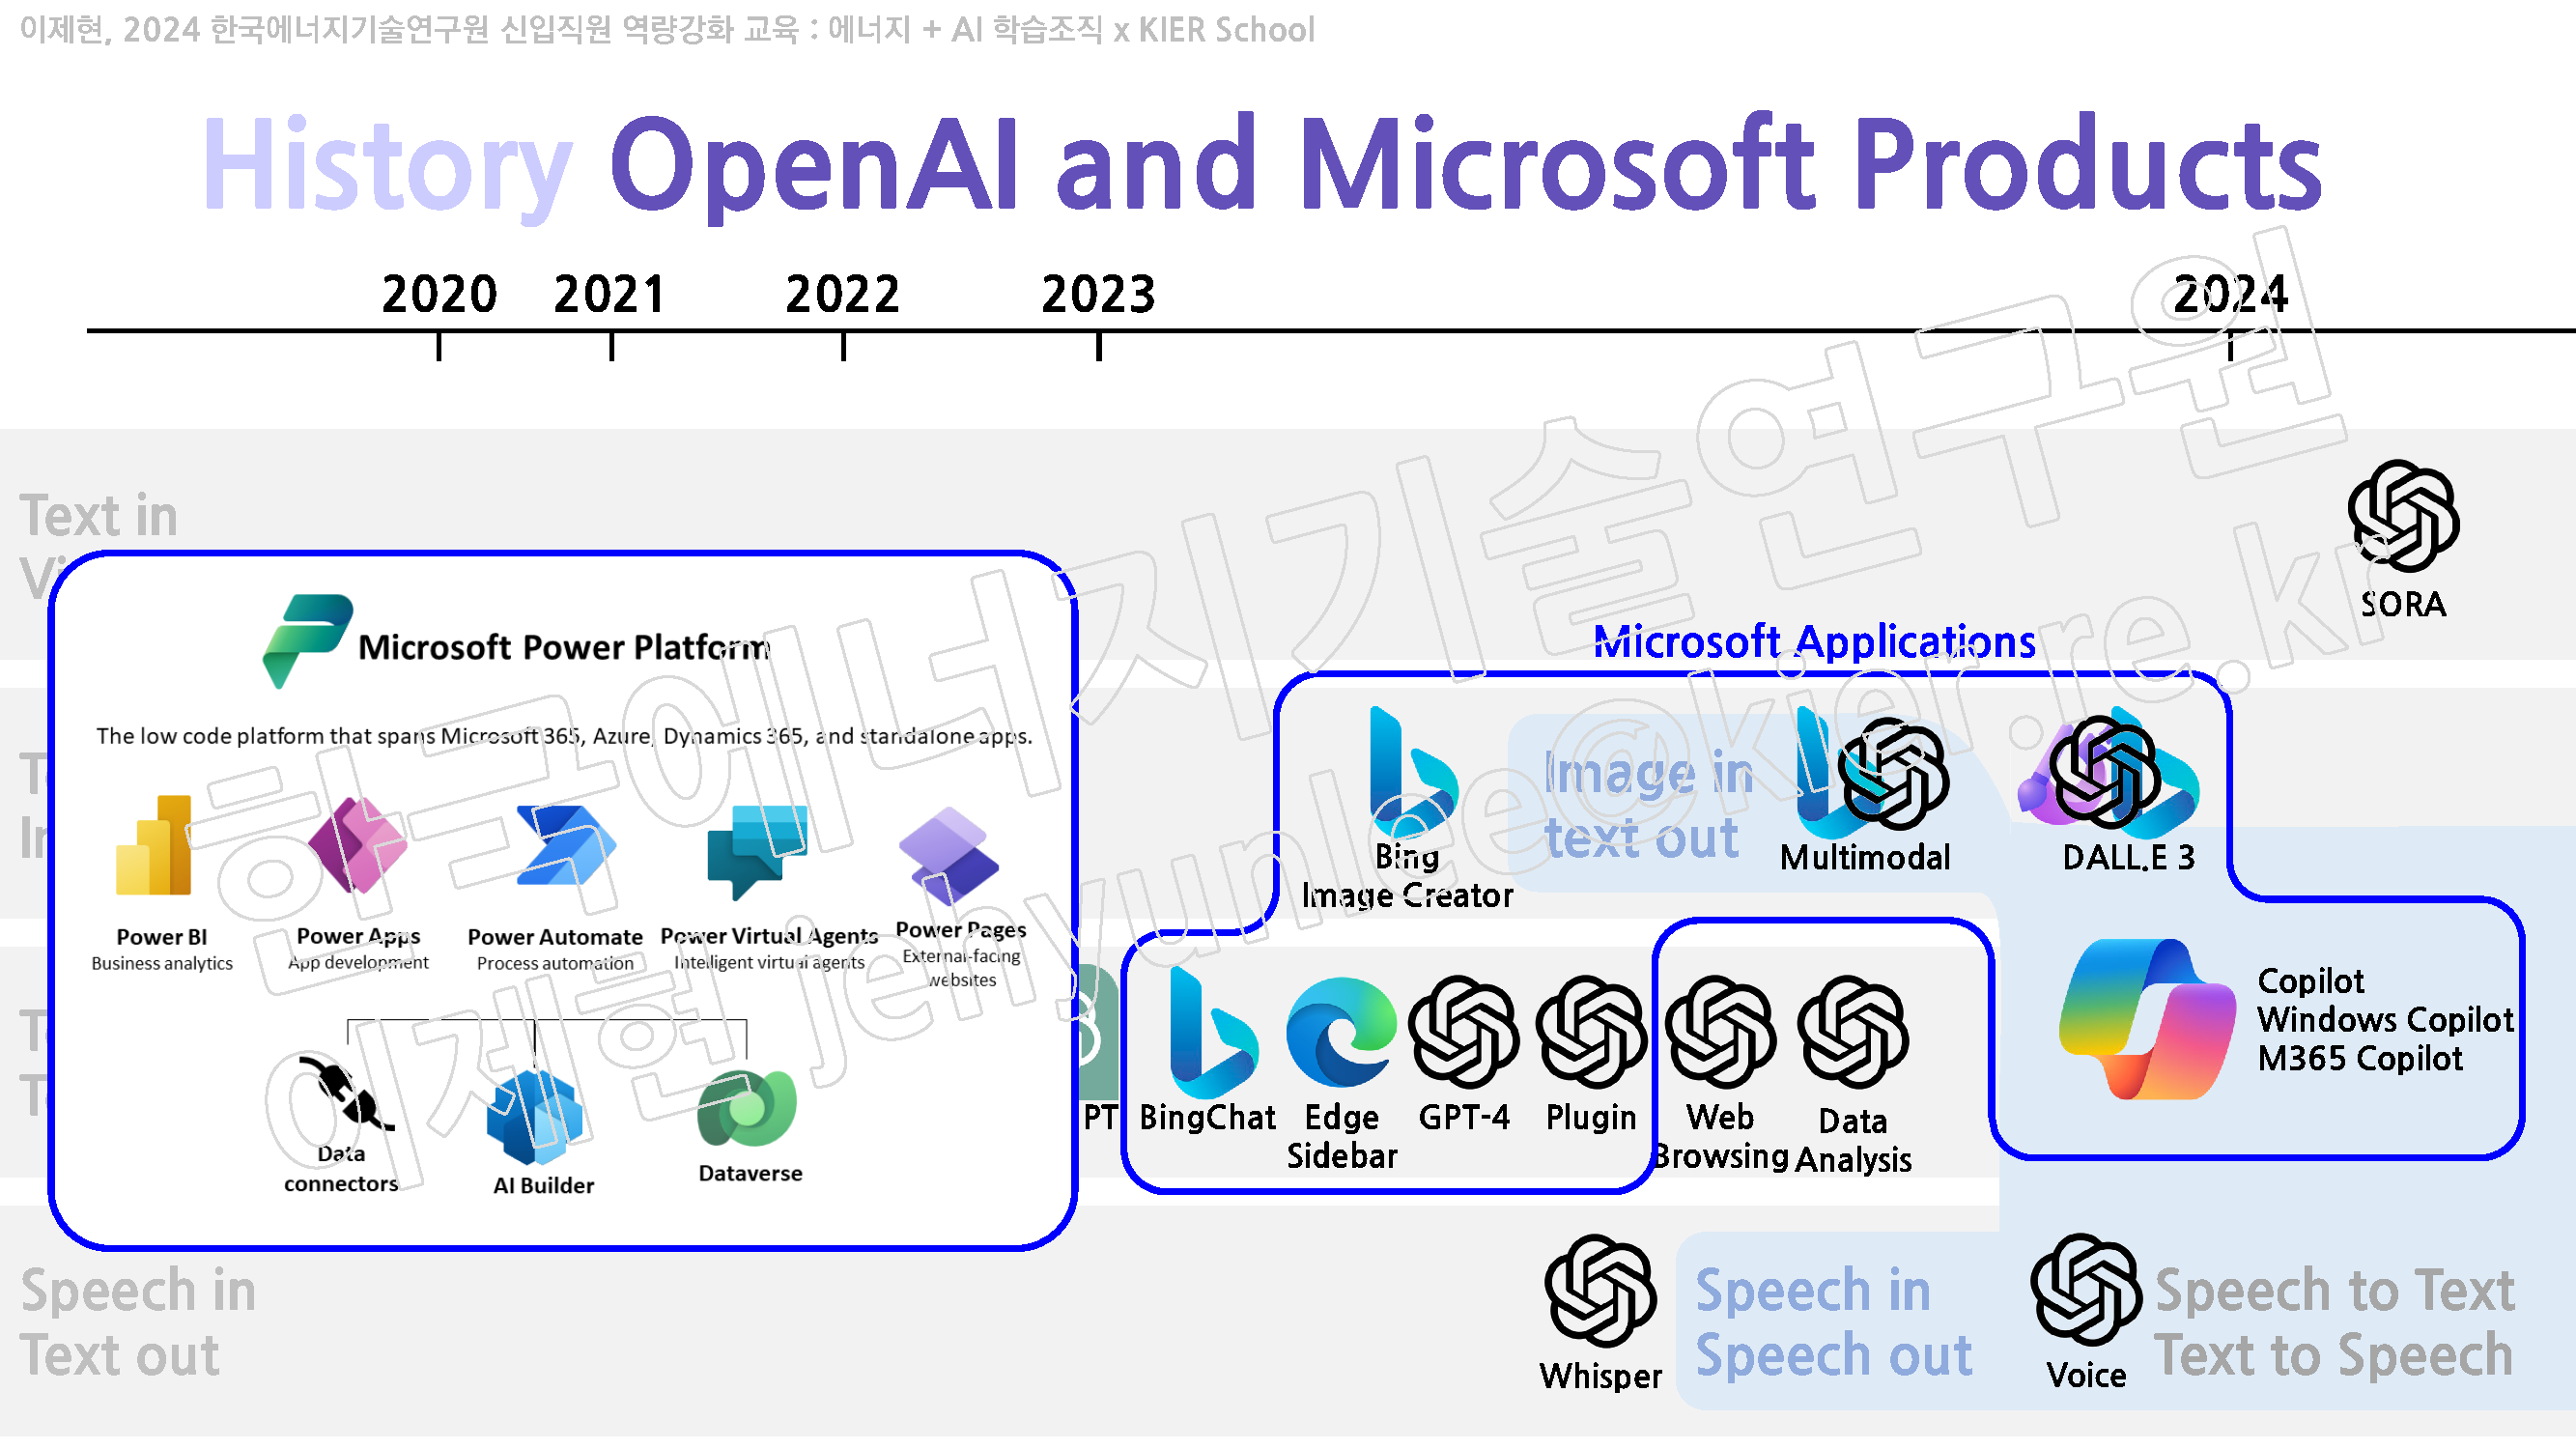 이제현, 2024 한국에너지기술연구원 신입직원 역량강화 교육 : 에너지 + AI 학습조직 x KIER School
History OpenAI and Microsoft Products
2020 2021 2022 2023 2024
Text in
SORA
Microsoft Power Platform
The low code platform that spans Microsoft 365, Azure, Dynamics 365, and standalone apps.
Power BI
Business analytics
Power Apps
App development
Power Automate
Process automation
Power Virtual Agents
Intelligent virtual agents
Power Pages
External-facing
websites
Data
connectors
AI Builder
Dataverse
Microsoft Applications
Bing
Image Creator
Image in
text out
Multimodal
DALL.E 3
PT
BingChat
Edge
Sidebar
GPT-4
Plugin
Web
Browsing
Data
Analysis
Copilot
Windows Copilot
M365 Copilot
Speech in
Text out
Whisper
Speech in
Speech out
Voice
Speech to Text
Text to Speech
한국에너지기술연구원
이제현 jehyunlee@kier.re.kr